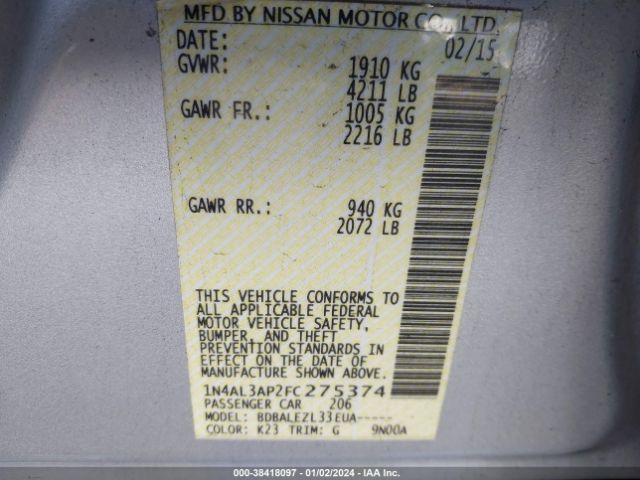 MFD BY NISSAN MOTOR CO., LTD.
DATE: 02/15
GVWR: 1910 KG
4211 LB
GAWR FR.: 1005 KG
2216 LB
GAWR RR.: 940 KG
2072 LB
THIS VEHICLE CONFORMS TO
ALL APPLICABLE FEDERAL
MOTOR VEHICLE SAFETY,
BUMPER, AND THEFT
PREVENTION STANDARDS
IN EFFECT ON THE DATE OF
MANUFACTURE SHOWN ABOVE.
1N4AL3AP2FC275374
PASSENGER CAR 206
MODEL: BDBALEZL33EUA-----
COLOR: K23 TRIM: G 9N00A
000-38418097 - 01/02/2024 - IAA Inc.